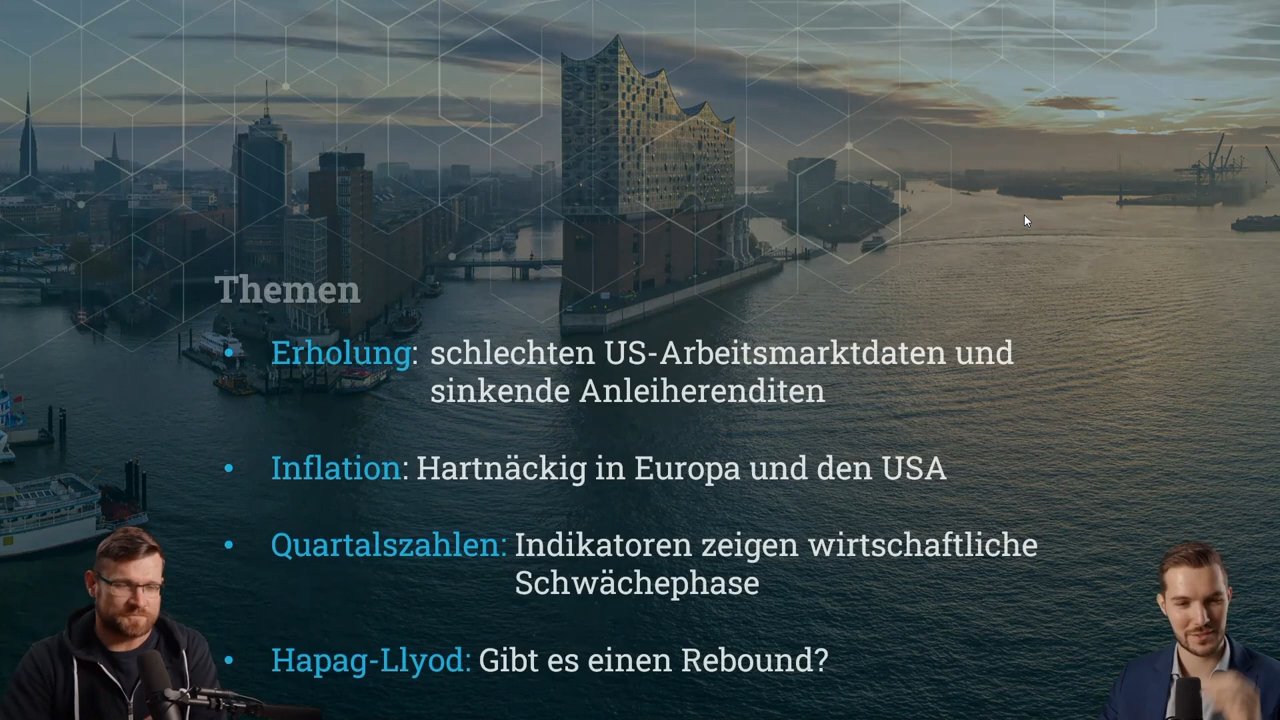 Themen
• Erholung: schlechten US-Arbeitsmarktdaten und
sinkende Anleiherenditen
• Inflation: Hartnäckig in Europa und den USA
• Quartalszahlen: Indikatoren zeigen wirtschaftliche
Schwächephase
• Hapag-Llyod: Gibt es einen Rebound?